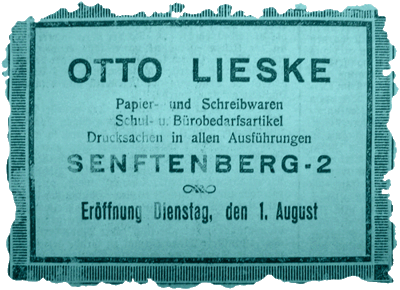 OTTO LIESKE
Papier- und Schreibwaren
Schul- u. Bürobedarfsartikel
Drucksachen in allen Ausführungen
SENFTENBERG-2
Eröffnung Dienstag, den 1. August